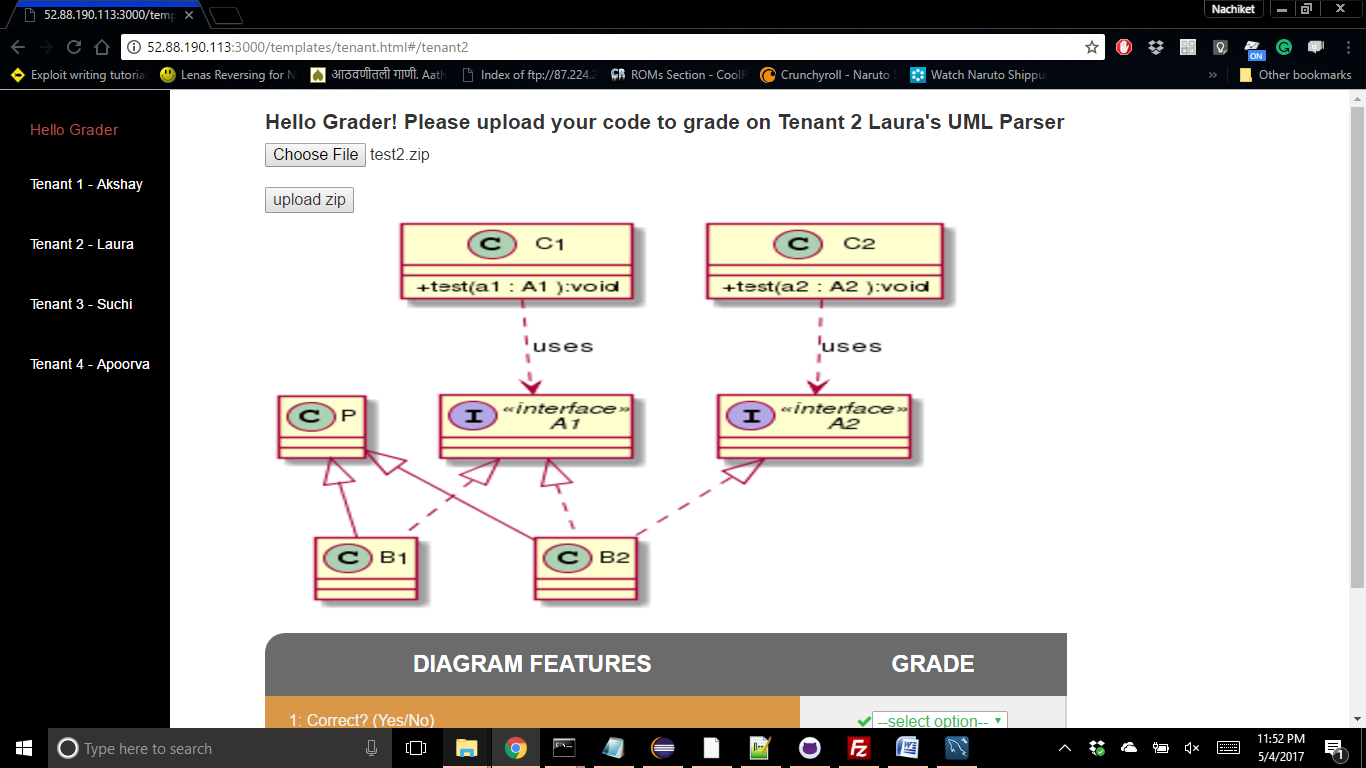 52.88.190.113:3000/temp
Nachiket
52.88.190.113:3000/templates/tenant.html#/tenant2
ON
Exploit writing tutoria Lenas Reversing for N आठवणीतली गाणी. Aath Index of ftp://87.224.2 ROMs Section - CoolR Crunchyroll - Naruto S Watch Naruto Shippu » Other bookmarks
Hello Grader
Tenant 1 - Akshay
Tenant 2 - Laura
Tenant 3 - Suchi
Tenant 4 - Apoorva
Hello Grader! Please upload your code to grade on Tenant 2 Laura's UML Parser
Choose File test2.zip
upload zip
C C1
+test(a1 : A1 ):void
C C2
+test(a2 : A2 ):void
uses
uses
C P
I «interface»
A1
I «interface»
A2
C B1
C B2
DIAGRAM FEATURES GRADE
1: Correct? (Yes/No) --select option--
Type here to search
11:52 PM
5/4/2017
1